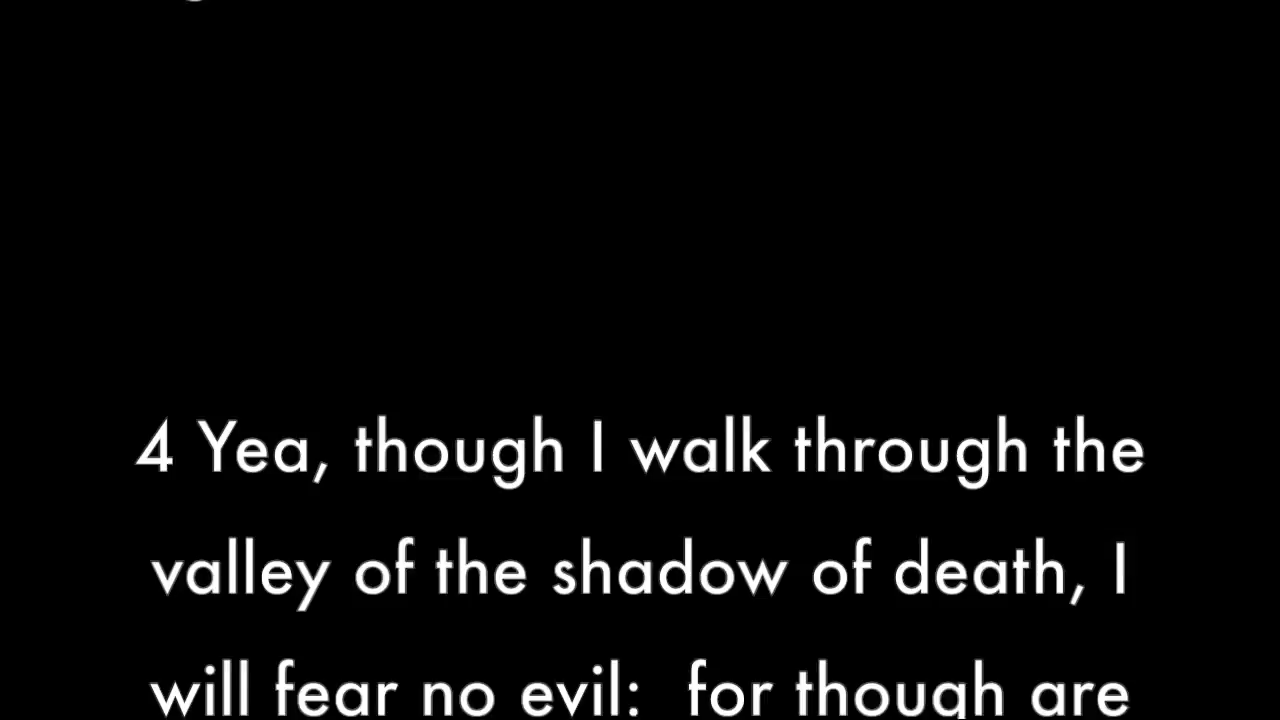 4 Yea, though I walk through the
valley of the shadow of death, I
will fear no evil:  for though are